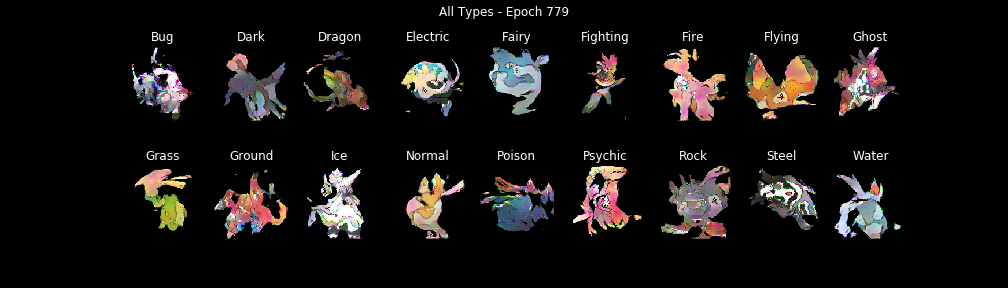 All Types - Epoch 779
Bug Dark Dragon Electric Fairy Fighting Fire Flying Ghost
Grass Ground Ice Normal Poison Psychic Rock Steel Water